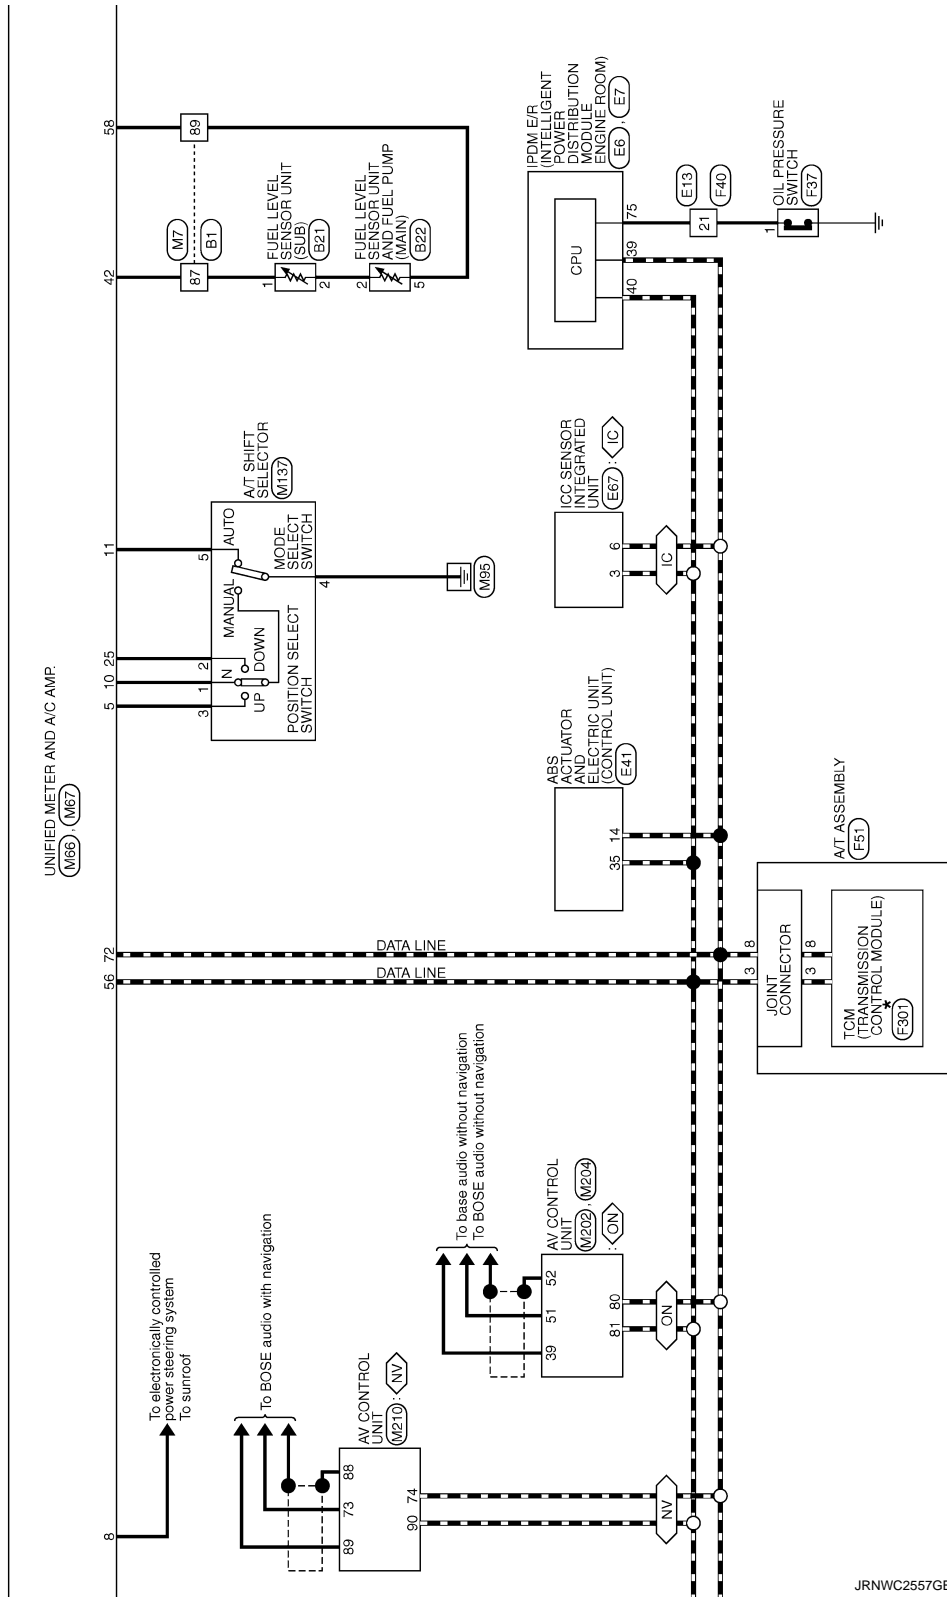 UNIFIED METER AND A/C AMP.
M66 , M67
8
To electronically controlled
power steering system
To sunroof
56
72
5
10
25
11
42
58
DATA LINE
DATA LINE
To BOSE audio with navigation
AV CONTROL
UNIT
M210 : NV
89
73
88
90
74
NV
To base audio without navigation
To BOSE audio without navigation
AV CONTROL
UNIT
M202 , M204
: ON
39
51
52
81
80
ON
3
1
2
5
UP
N
DOWN
MANUAL
AUTO
POSITION SELECT
SWITCH
MODE
SELECT
SWITCH
A/T SHIFT
SELECTOR
M137
4
M95
87
89
M7
B1
1
FUEL LEVEL
SENSOR UNIT
(SUB)
B21
2
2
FUEL LEVEL
SENSOR UNIT
AND FUEL PUMP
(MAIN)
B22
5
ABS
ACTUATOR
AND
ELECTRIC UNIT
(CONTROL UNIT)
E41
35
14
ICC SENSOR
INTEGRATED
UNIT
E67 : IC
3
6
IC
IPDM E/R
(INTELLIGENT
POWER
DISTRIBUTION
MODULE
ENGINE ROOM)
E6 , E7
CPU
40
39
75
E13
F40
21
OIL PRESSURE
SWITCH
F37
1
A/T ASSEMBLY
F51
3
8
JOINT
CONNECTOR
3
8
TCM
(TRANSMISSION
CONTROL MODULE)
*
F301
JRNWC2557GE